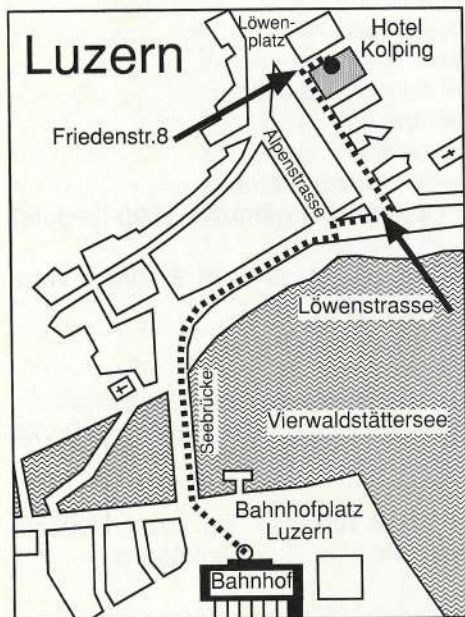 Luzern
Löwen-
platz
Hotel
Kolping
Friedenstr.8
Alpenstrasse
Löwenstrasse
Seebrücke
Vierwaldstättersee
Bahnhofplatz
Luzern
Bahnhof